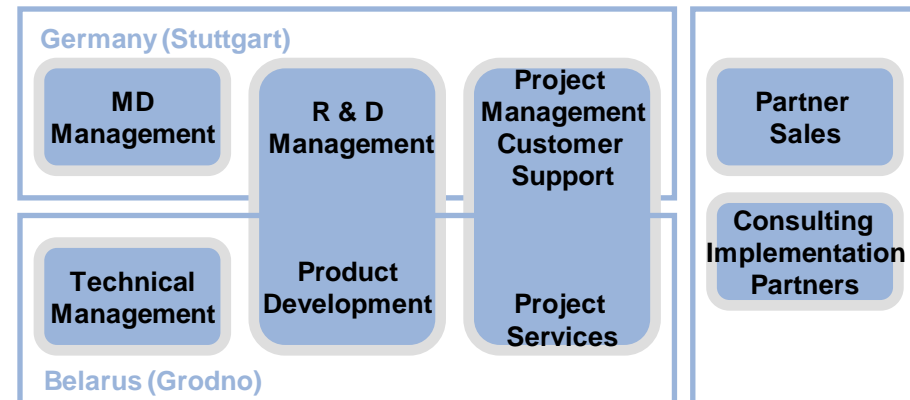 Germany (Stuttgart)
MD
Management
R & D
Management
Project
Management
Customer
Support
Partner
Sales
Technical
Management
Product
Development
Project
Services
Consulting
Implementation
Partners
Belarus (Grodno)